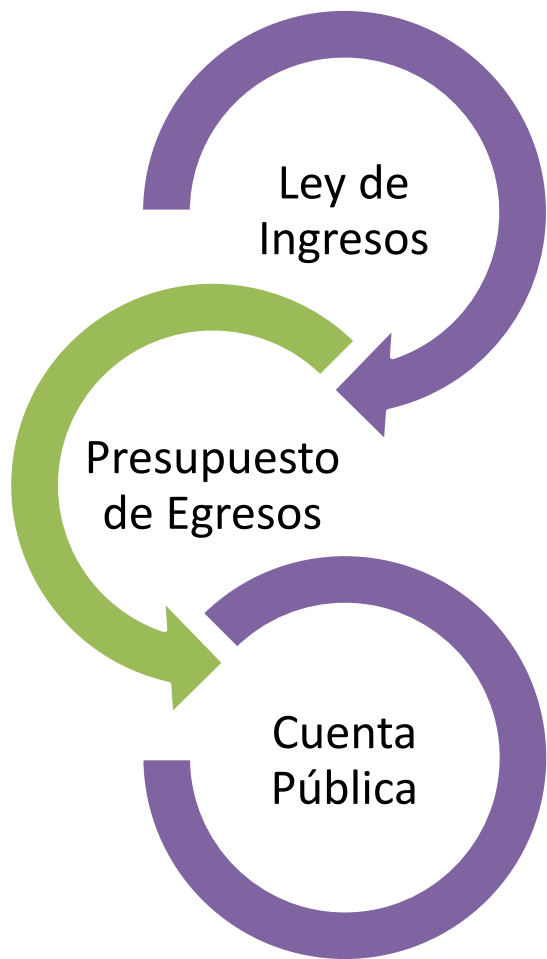 Ley de
Ingresos
Presupuesto
de Egresos
Cuenta
Pública